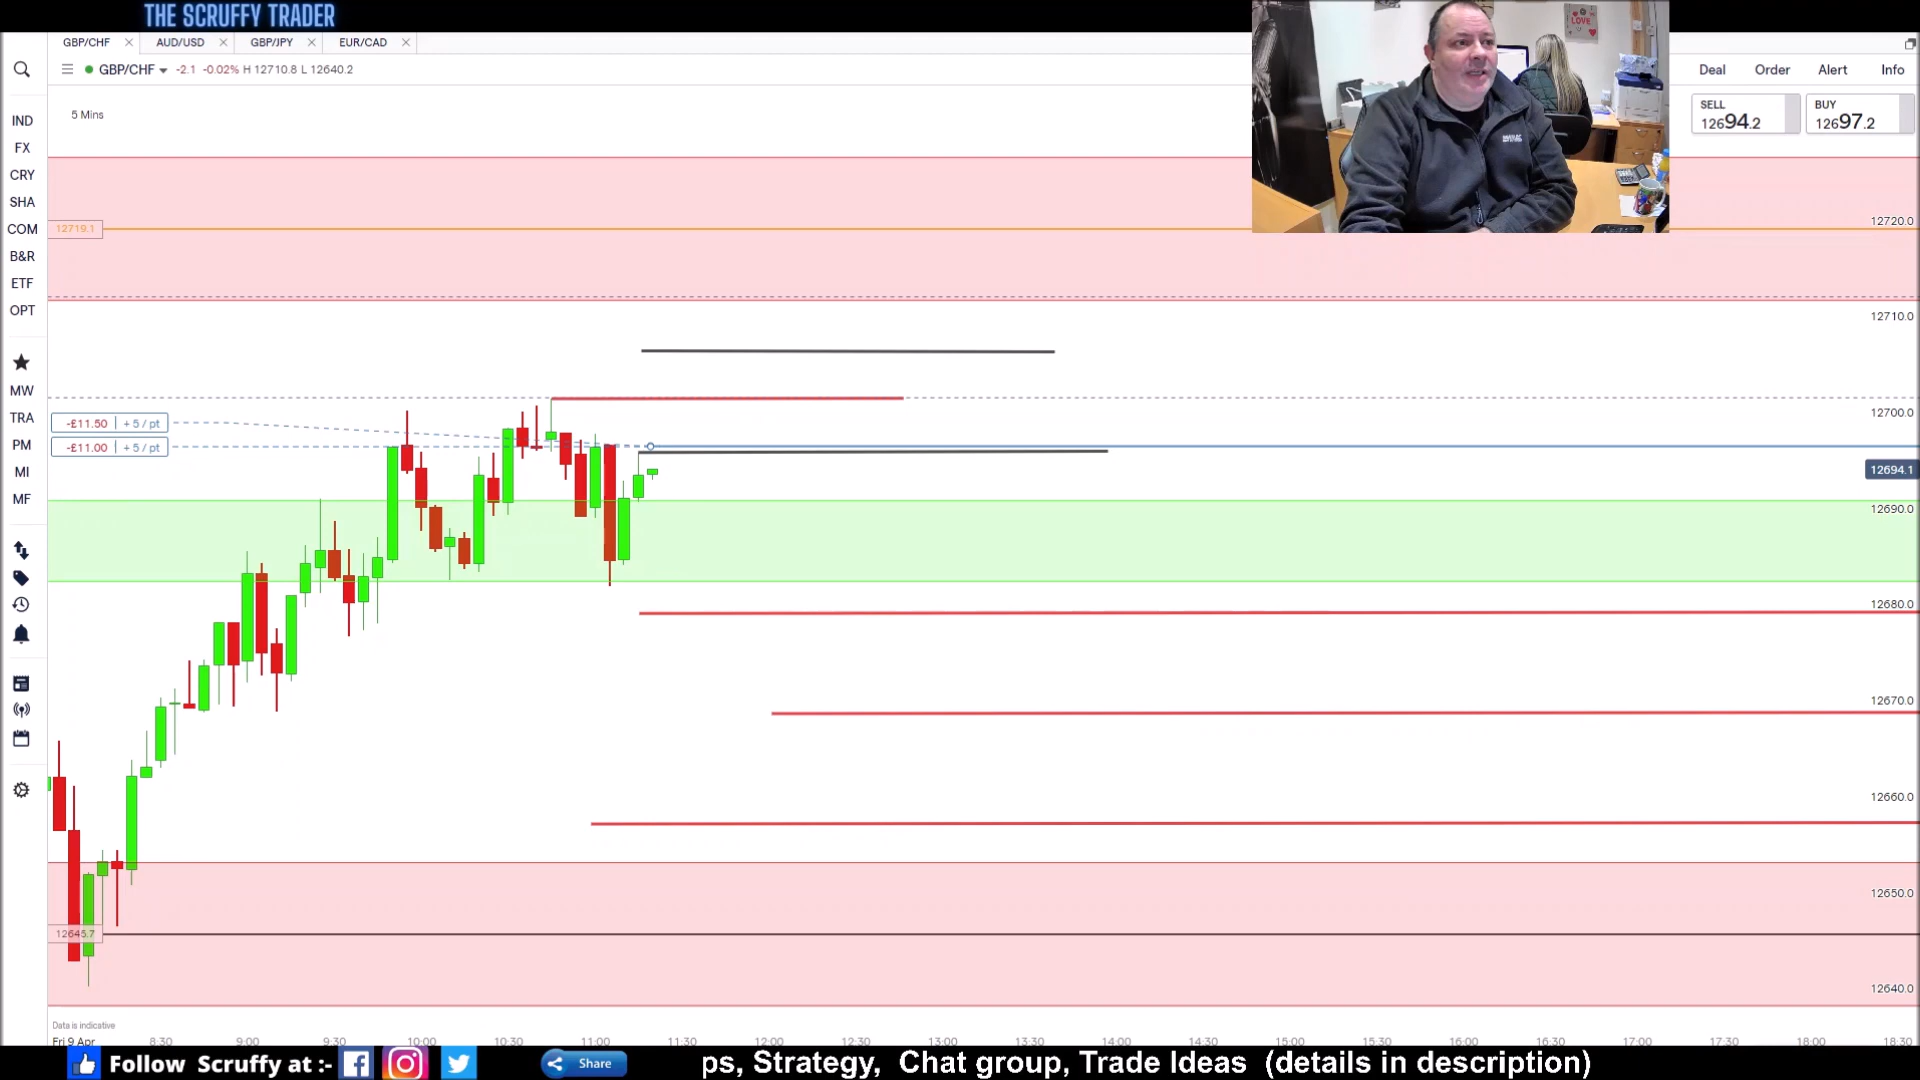 THE SCRUFFY TRADER
GBP/CHF AUD/USD GBP/JPY EUR/CAD
GBP/CHF -2.1 -0.02% H 12710.8 L 12640.2
Deal Order Alert Info
SELL 12694.2
BUY 12697.2
5 Mins
IND
FX
CRY
SHA
COM
B&R
ETF
OPT
MW
TRA
PM
MI
MF
LOVE
12719.1
-£11.50 +5 / pt
-£11.00 +5 / pt
12645.7
12720.0
12710.0
12700.0
12694.1
12690.0
12680.0
12670.0
12660.0
12650.0
12640.0
Data is indicative
Fri 9 Apr 8:30 9:00 9:30 10:00 10:30 11:00 11:30 12:00 12:30 13:00 13:30 14:00 14:30 15:00 15:30 16:00 16:30 17:00 17:30 18:00 18:30
Follow Scruffy at :- Share ps, Strategy, Chat group, Trade Ideas (details in description)